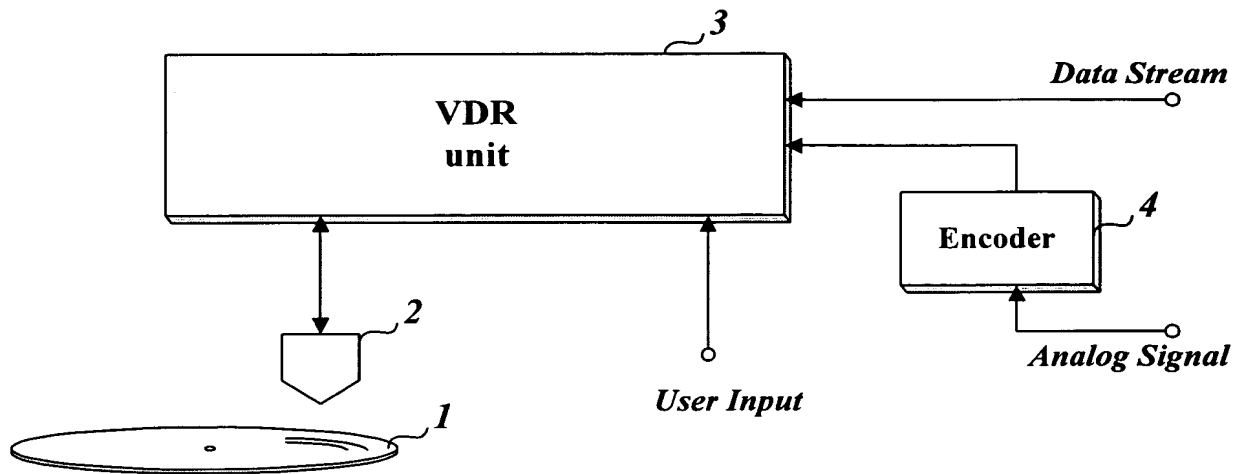 3
Data Stream
VDR
unit
4
Encoder
2
Analog Signal
User Input
1